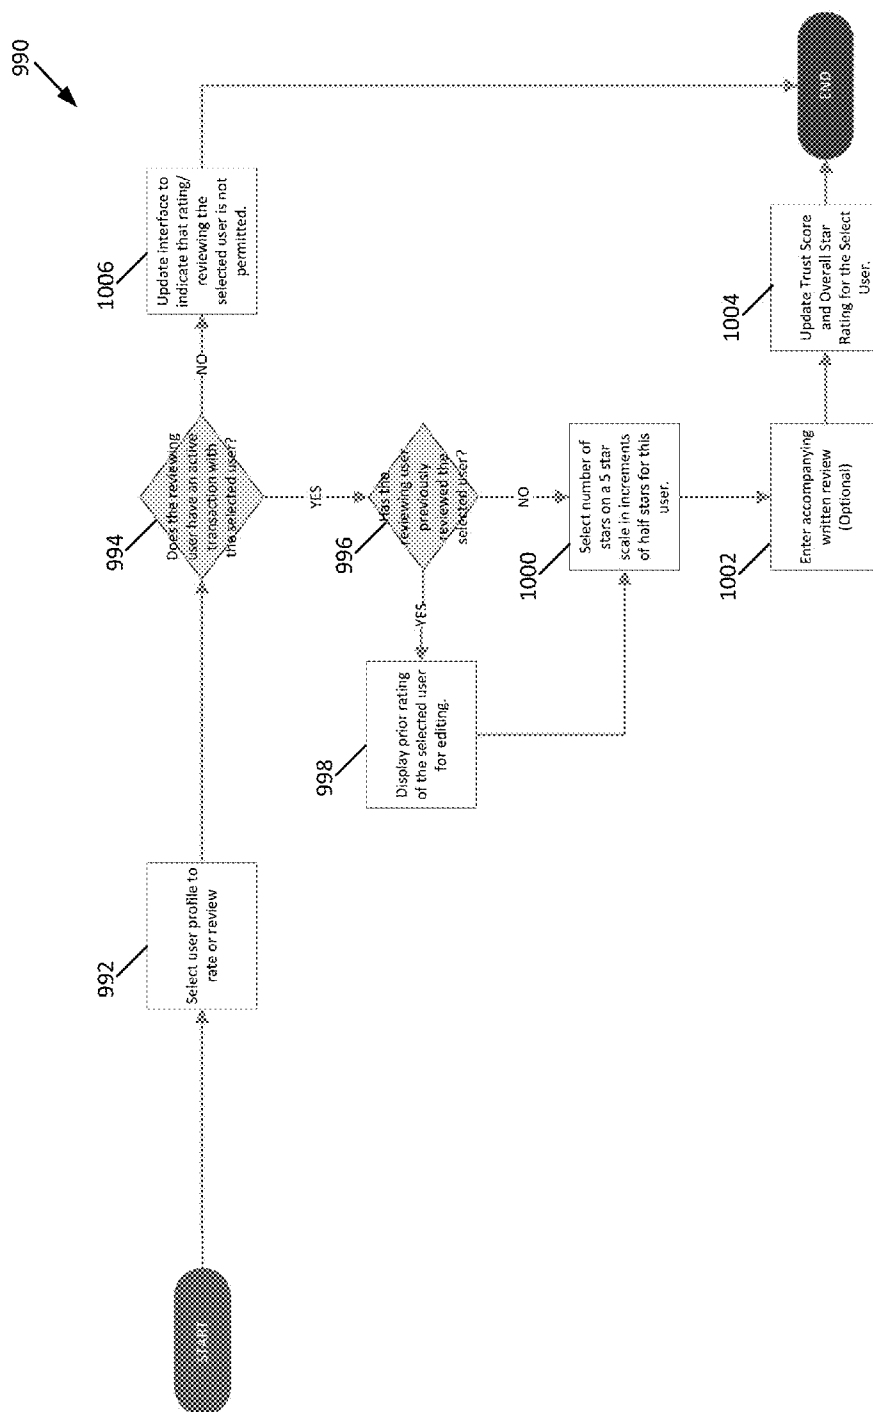 990
START
992
Select user profile to
rate or review
994
Does the reviewing
user have an active
transaction with
the selected user?
NO
1006
Update interface to
indicate that rating/
reviewing the
selected user is not
permitted.
YES
996
Has the
reviewing user
previously
reviewed the
selected user?
YES
998
Display prior rating
of the selected user
for editing.
NO
1000
Select number of
stars on a 5 star
scale in increments
of half stars for this
user.
1002
Enter accompanying
written review
(Optional)
1004
Update Trust Score
and Overall Star
Rating for the Select
User.
END